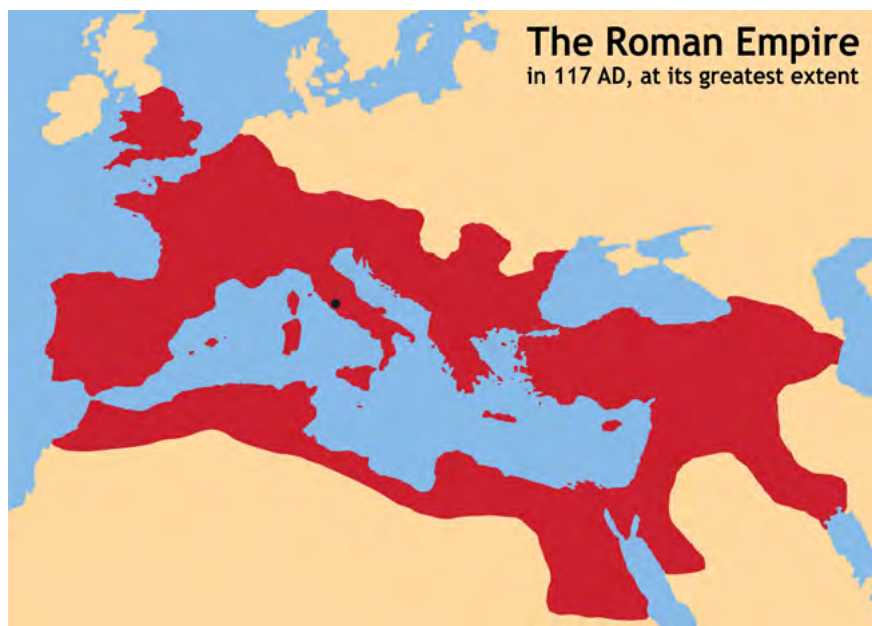 The Roman Empire
in 117 AD, at its greatest extent